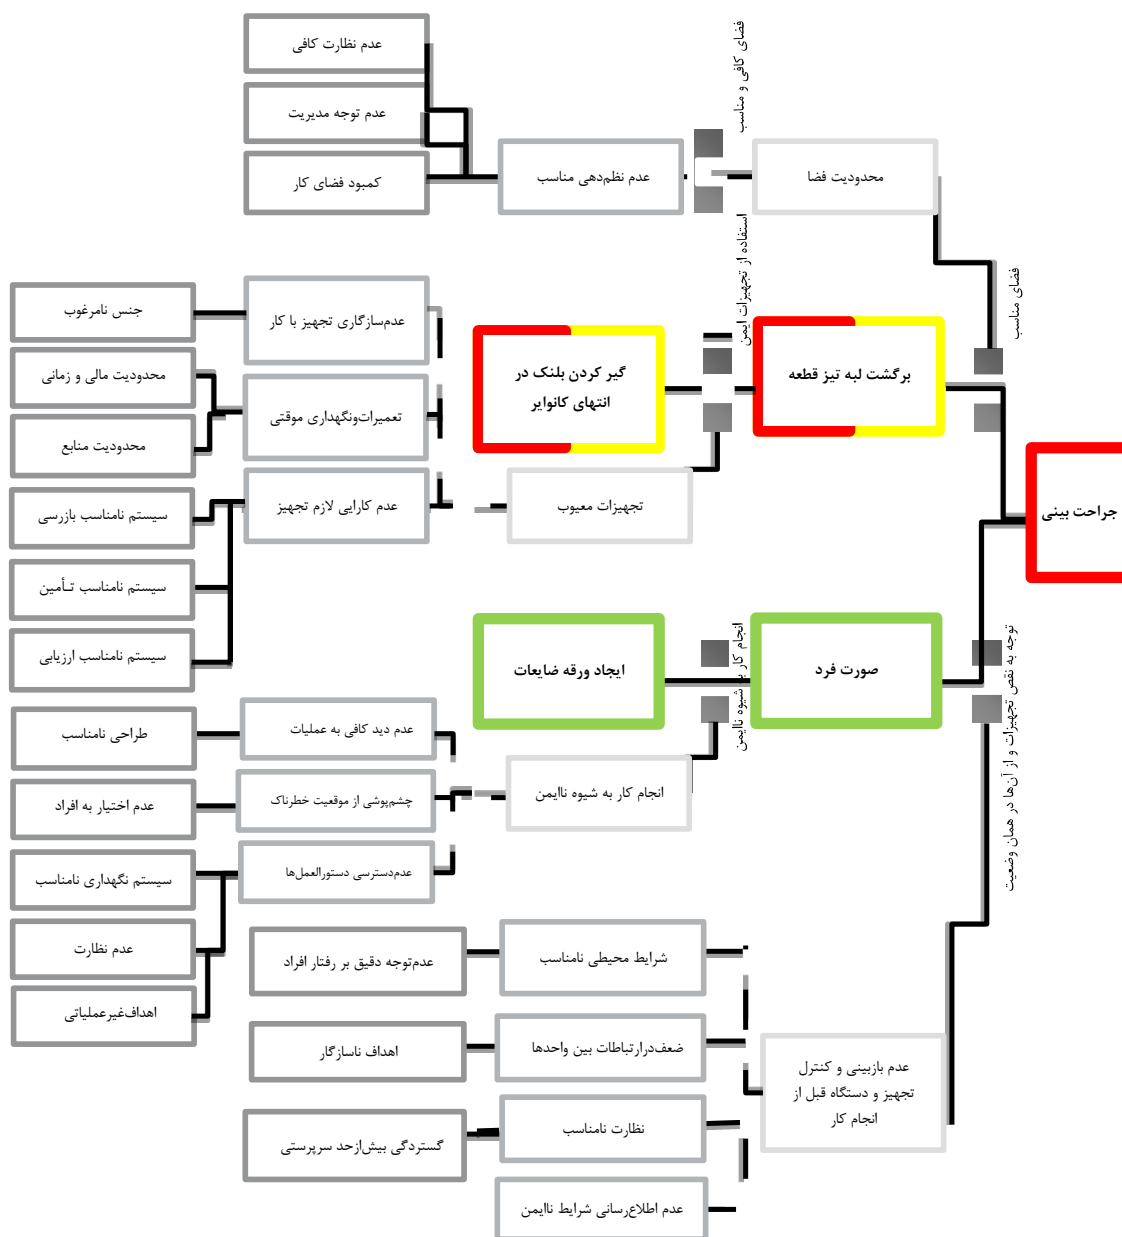 جراحت بینی
فضای مناسب
توجه به نقص تجهیزات و از آن‌ها در همان وضعیت
محدودیت فضا
برگشت لبه تیز قطعه
صورت فرد
عدم بازبینی و کنترل
تجهیز و دستگاه قبل از
انجام کار
فضای کافی و مناسب
استفاده از تجهیزات ایمن
انجام کار به شیوه ناایمن
عدم نظم‌دهی مناسب
گیر کردن بلنک در
انتهای کانوایر
تجهیزات معیوب
ایجاد ورقه ضایعات
انجام کار به شیوه ناایمن
شرایط محیطی نامناسب
ضعف‌درارتباطات بین واحدها
نظارت نامناسب
عدم اطلاع‌رسانی شرایط ناایمن
عدم نظارت کافی
عدم توجه مدیریت
کمبود فضای کار
عدم‌سازگاری تجهیز با کار
تعمیرات‌ونگهداری موقتی
عدم کارایی لازم تجهیز
عدم دید کافی به عملیات
چشم‌پوشی از موقعیت خطرناک
عدم‌دسترسی دستورالعمل‌ها
عدم‌توجه دقیق بر رفتار افراد
اهداف ناسازگار
گستردگی بیش‌ازحد سرپرستی
جنس نامرغوب
محدودیت مالی و زمانی
محدودیت منابع
سیستم نامناسب بازرسی
سیستم نامناسب تـأمین
سیستم نامناسب ارزیابی
طراحی نامناسب
عدم اختیار به افراد
سیستم نگهداری نامناسب
عدم نظارت
اهداف‌غیرعملیاتی